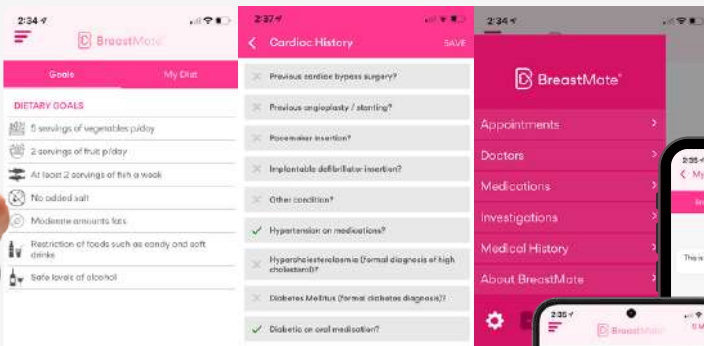 2:34
BreastMate
Goals
My Diet
DIETARY GOALS
5 servings of vegetables p/day
2 servings of fruit p/day
At least 2 servings of fish a week
No added salt
Moderate amounts fats
Restriction of foods such as candy and soft
drinks
Safe levels of alcohol
2:37
Cardiac History
SAVE
Previous cardiac bypass surgery?
Previous angioplasty / stenting?
Pacemaker insertion?
Implantable defibrillator insertion?
Other condition?
Hypertension on medications?
Hypercholesterolaemia (formal diagnosis of high
cholesterol)?
Diabetes Mellitus (formal diabetes diagnosis)?
Diabetic on oral medication?
2:34
BreastMate
Appointments
Doctors
Medications
Investigations
Medical History
About BreastMate
2:35
My
This is
2:35
BreastMate